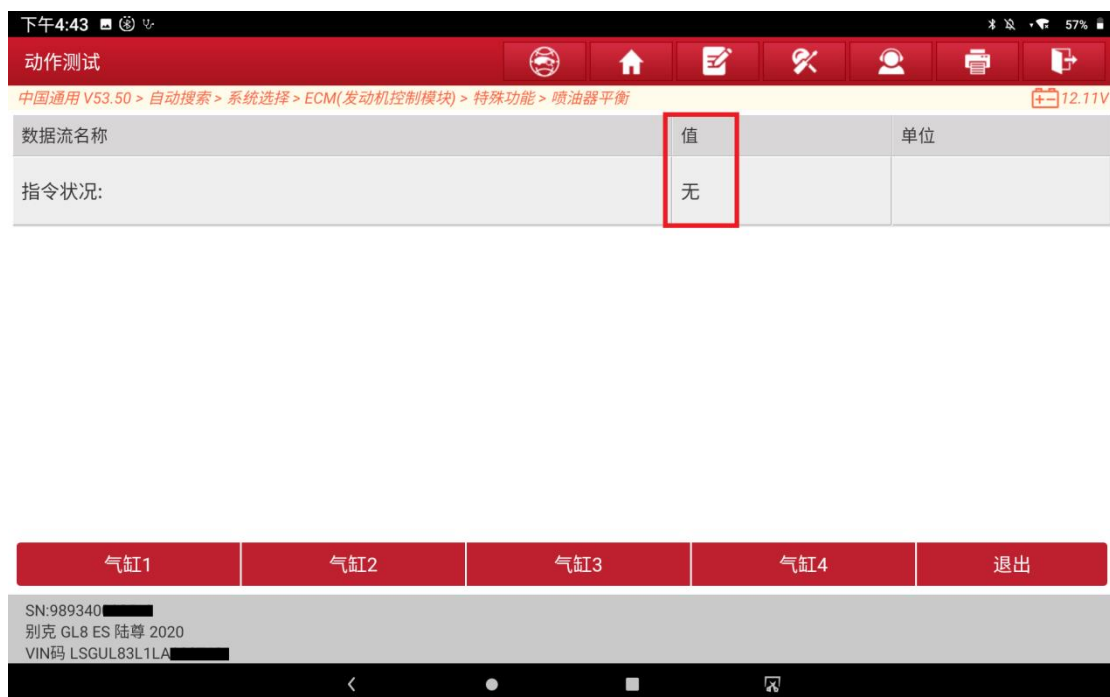 下午4:43
57%
动作测试
中国通用 V53.50 > 自动搜索 > 系统选择 > ECM(发动机控制模块) > 特殊功能 > 喷油器平衡
12.11V
数据流名称 值 单位
指令状况: 无
气缸1 气缸2 气缸3 气缸4 退出
SN:989340
别克 GL8 ES 陆尊 2020
VIN码 LSGUL83L1LA